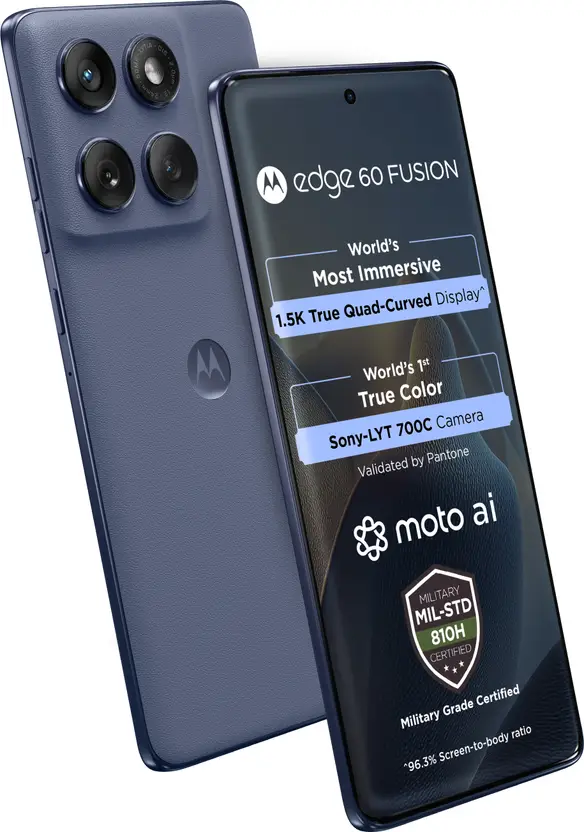 edge 60 FUSION
World's
Most Immersive
1.5K True Quad-Curved Display^
World's 1st
True Color
Sony-LYT 700C Camera
Validated by Pantone
moto ai
MILITARY
MIL-STD
810H
CERTIFIED
Military Grade Certified
^96.3% Screen-to-body ratio